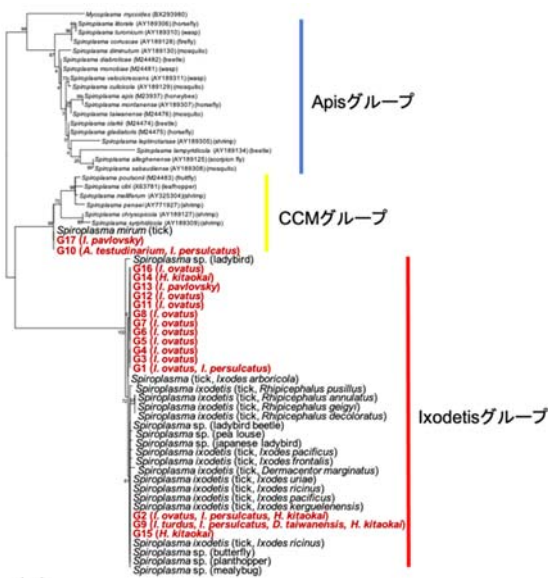 Mycoplasma mycoides (BX293980)
Spiroplasma litorale (AY189306) (horsefly)
Spiroplasma turonicum (AY189310) (wasp)
Spiroplasma corruscae (AY189128) (firefly)
Spiroplasma diminutum (AY189130) (mosquito)
Spiroplasma diabroticae (M24482) (beetle)
Spiroplasma monobiae (M24481) (wasp)
Spiroplasma velocicrescens (AY189311) (wasp)
Spiroplasma culicicola (AY189129) (mosquito)
Spiroplasma apis (M23937) (honeybee)
Spiroplasma montanense (AY189307) (horsefly)
Spiroplasma taiwanense (M24476) (mosquito)
Spiroplasma clarkii (M24474) (beetle)
Spiroplasma gladiatoris (M24475) (horsefly)
Spiroplasma leptinotarsae (AY189305) (shrimp)
Spiroplasma lampyridicola (AY189134) (beetle)
Spiroplasma alleghenense (AY189125) (scorpion fly)
Spiroplasma sabaudiense (AY189308) (mosquito)
Apisグループ
Spiroplasma poulsonii (M24483) (fruitfly)
Spiroplasma citri (X63781) (leafhopper)
Spiroplasma melliferum (AY325304) (shrimp)
Spiroplasma penaei (AY771927) (shrimp)
Spiroplasma chrysopicola (AY189127) (shrimp)
Spiroplasma syrphidicola (AY189309) (shrimp)
Spiroplasma mirum (tick)
G17 (I. pavlovsky)
G10 (A. testudinarium, I. persulcatus)
CCMグループ
Spiroplasma sp. (ladybird)
G16 (I. ovatus)
G14 (H. kitaokai)
G13 (I. pavlovsky)
G12 (I. ovatus)
G11 (I. ovatus)
G8 (I. ovatus)
G7 (I. ovatus)
G6 (I. ovatus)
G5 (I. ovatus)
G4 (I. ovatus)
G3 (I. ovatus)
G1 (I. ovatus, I. persulcatus)
Spiroplasma (tick, Ixodes arboricola)
Spiroplasma ixodetis (tick, Rhipicephalus pusillus)
Spiroplasma ixodetis (tick, Rhipicephalus annulatus)
Spiroplasma ixodetis (tick, Rhipicephalus geigyi)
Spiroplasma ixodetis (tick, Rhipicephalus decoloratus)
Spiroplasma sp. (ladybird beetle)
Spiroplasma sp. (pea louse)
Spiroplasma sp. (japanese ladybird)
Spiroplasma ixodetis (tick, Ixodes pacificus)
Spiroplasma ixodetis (tick, Ixodes frontalis)
Spiroplasma ixodetis (tick, Dermacentor marginatus)
Spiroplasma ixodetis (tick, Ixodes uriae)
Spiroplasma ixodetis (tick, Ixodes ricinus)
Spiroplasma ixodetis (tick, Ixodes pacificus)
Spiroplasma ixodetis (tick, Ixodes kerguelenensis)
G2 (I. ovatus, I. persulcatus, H. kitaokai)
G9 (I. turdus, I. persulcatus, D. taiwanensis, H. kitaokai)
G15 (H. kitaokai)
Spiroplasma ixodetis (tick, Ixodes ricinus)
Spiroplasma sp. (butterfly)
Spiroplasma sp. (planthopper)
Spiroplasma sp. (mealybug)
Ixodetisグループ